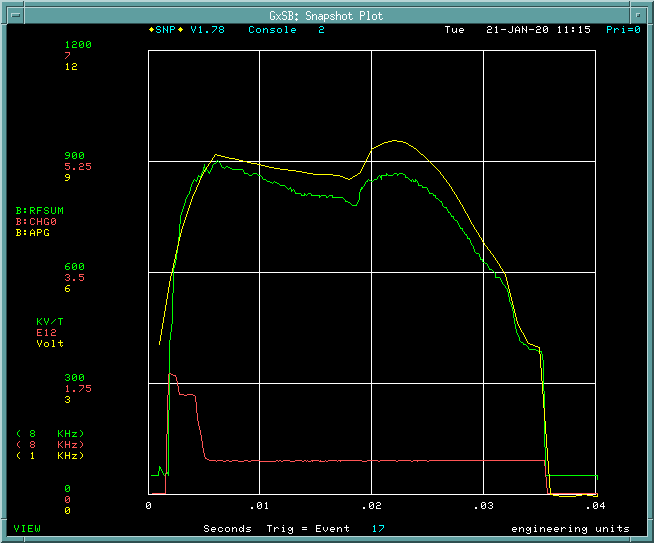 GxSB: Snapshot Plot
◆SNP◆ V1.78 Console 2 Tue 21-JAN-20 11:15 Pri=0
1200
7
12
900
5.25
9
B:RFSUM
B:CHG0
B:APG
600
3.5
6
KV/T
E12
Volt
300
1.75
3
( 8 KHz)
( 8 KHz)
( 1 KHz)
0
0
0
0 .01 .02 .03 .04
VIEW Seconds Trig = Event 17 engineering units